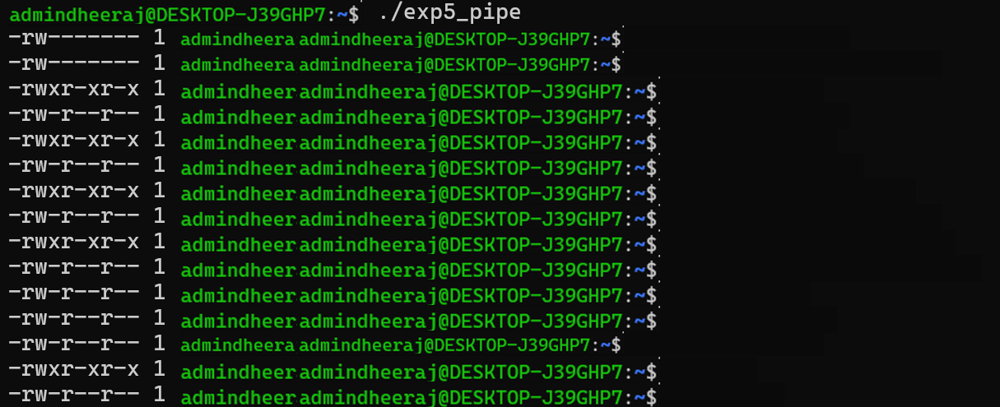 admindheeraj@DESKTOP-J39GHP7:~$ ./exp5_pipe
-rw------- 1 admindheera admindheeraj@DESKTOP-J39GHP7:~$
-rw------- 1 admindheera admindheeraj@DESKTOP-J39GHP7:~$
-rwxr-xr-x 1 admindheer admindheeraj@DESKTOP-J39GHP7:~$
-rw-r--r-- 1 admindheer admindheeraj@DESKTOP-J39GHP7:~$
-rwxr-xr-x 1 admindheer admindheeraj@DESKTOP-J39GHP7:~$
-rw-r--r-- 1 admindheer admindheeraj@DESKTOP-J39GHP7:~$
-rwxr-xr-x 1 admindheer admindheeraj@DESKTOP-J39GHP7:~$
-rw-r--r-- 1 admindheer admindheeraj@DESKTOP-J39GHP7:~$
-rwxr-xr-x 1 admindheer admindheeraj@DESKTOP-J39GHP7:~$
-rw-r--r-- 1 admindheer admindheeraj@DESKTOP-J39GHP7:~$
-rw-r--r-- 1 admindheer admindheeraj@DESKTOP-J39GHP7:~$
-rw-r--r-- 1 admindheer admindheeraj@DESKTOP-J39GHP7:~$
-rw-r--r-- 1 admindheera admindheeraj@DESKTOP-J39GHP7:~$
-rwxr-xr-x 1 admindheer admindheeraj@DESKTOP-J39GHP7:~$
-rw-r--r-- 1 admindheer admindheeraj@DESKTOP-J39GHP7:~$